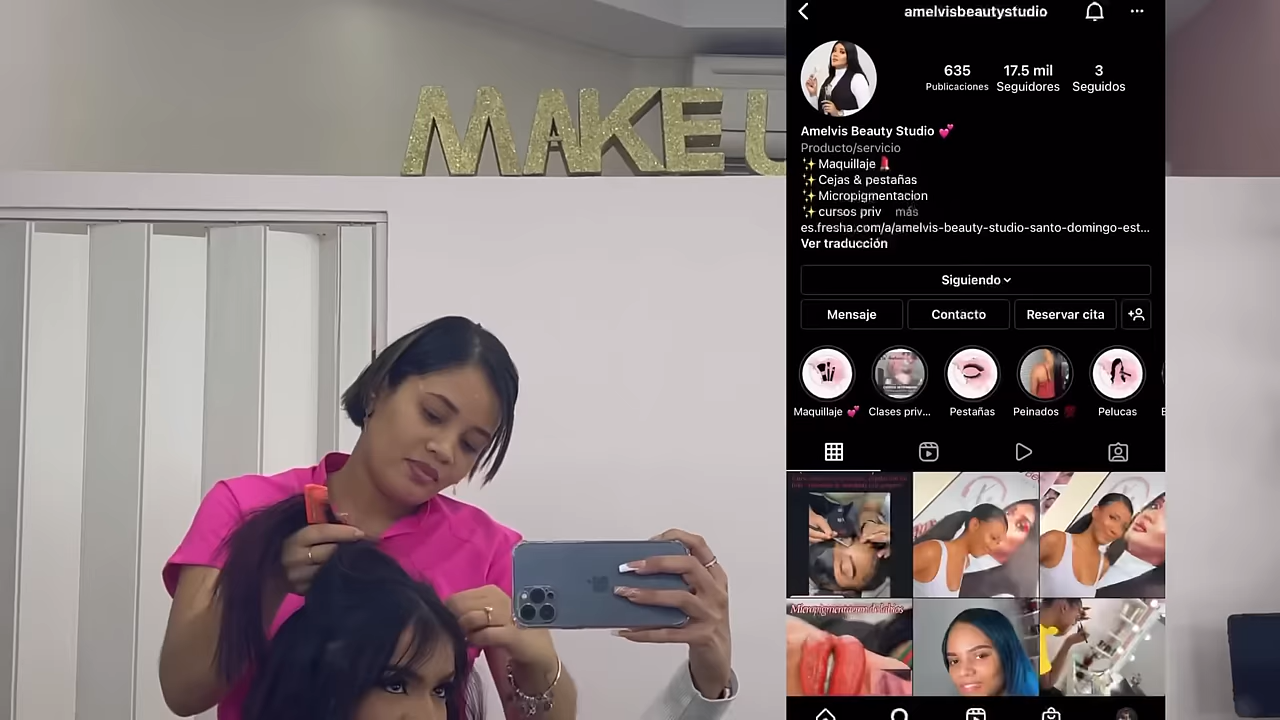 MAKEU
amelvisbeautystudio
635
17.5 mil
3
Publicaciones
Seguidores
Seguidos
Amelvis Beauty Studio 💕
Producto/servicio
✨Maquillaje💄
✨Cejas & pestañas
✨Micropigmentacion
✨cursos priv más
es.fresha.com/a/amelvis-beauty-studio-santo-domingo-est...
Ver traducción
Siguiendo
Mensaje
Contacto
Reservar cita
Maquillaje 💕
Clases priv...
Pestañas
Peinados 💯
Pelucas
Micropigmentacion de labios